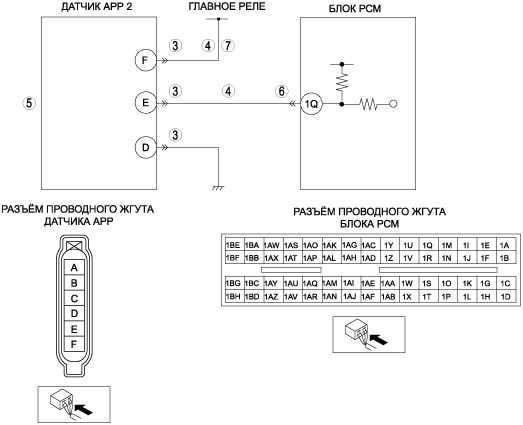 ДАТЧИК APP 2 ГЛАВНОЕ РЕЛЕ БЛОК PCM
F 3 4 7
5 E 3 4 6 1Q
D 3
РАЗЪЁМ ПРОВОДНОГО ЖГУТА
ДАТЧИКА APP
A
B
C
D
E
F
РАЗЪЁМ ПРОВОДНОГО ЖГУТА
БЛОКА PCM
1BE 1BA 1AW 1AS 1AO 1AK 1AG 1AC 1Y 1U 1Q 1M 1I 1E 1A
1BF 1BB 1AX 1AT 1AP 1AL 1AH 1AD 1Z 1V 1R 1N 1J 1F 1B
1BG 1BC 1AY 1AU 1AQ 1AM 1AI 1AE 1AA 1W 1S 1O 1K 1G 1C
1BH 1BD 1AZ 1AV 1AR 1AN 1AJ 1AF 1AB 1X 1T 1P 1L 1H 1D